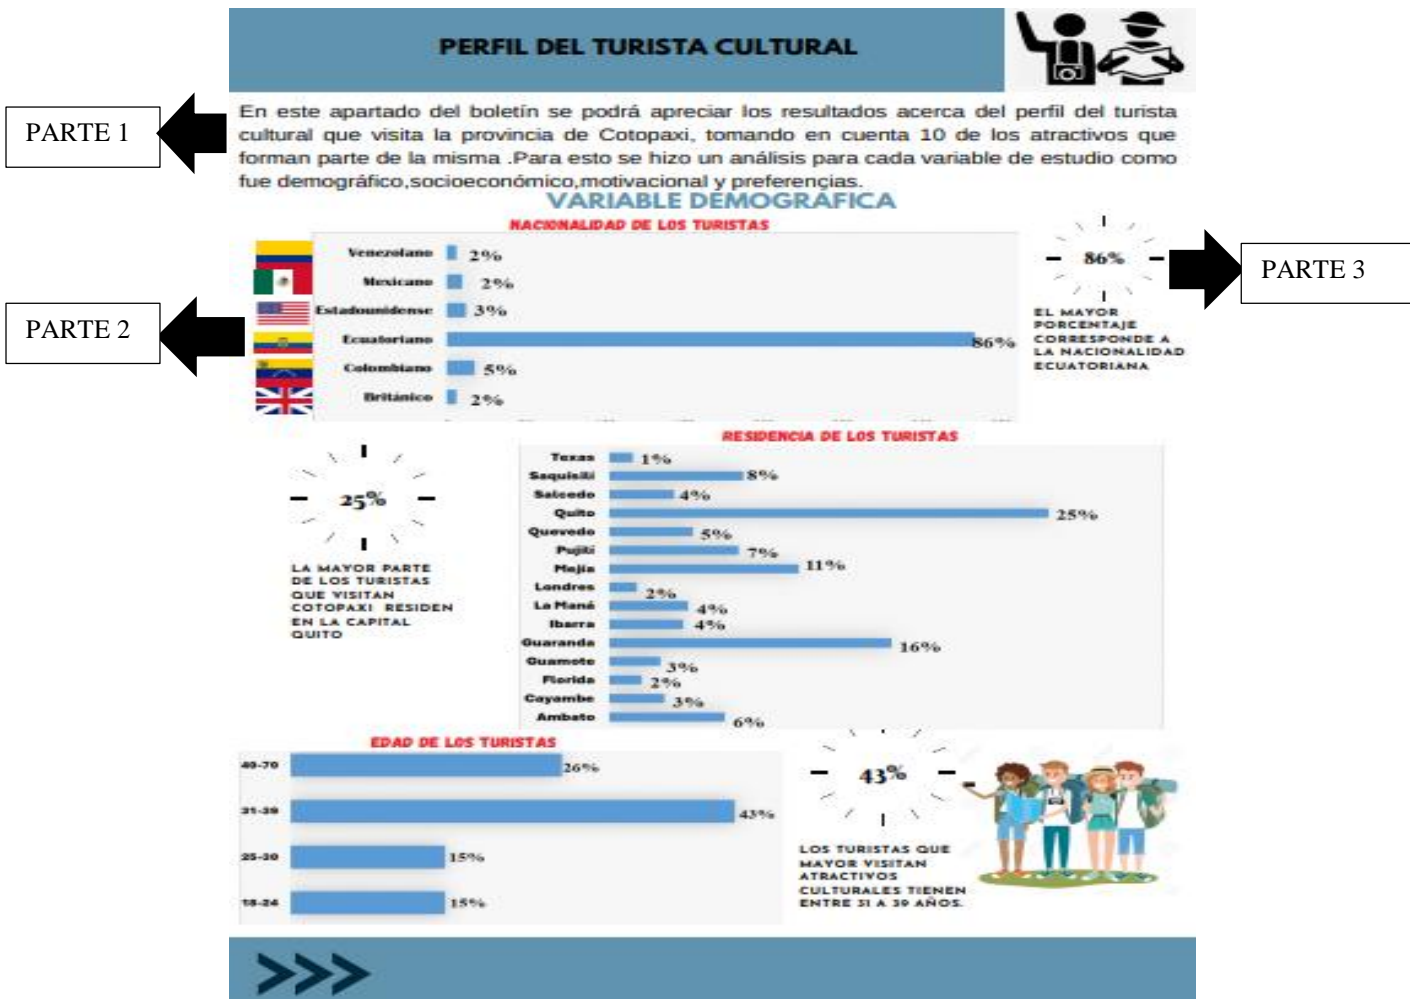 PERFIL DEL TURISTA CULTURAL
PARTE 1
En este apartado del boletín se podrá apreciar los resultados acerca del perfil del turista
cultural que visita la provincia de Cotopaxi, tomando en cuenta 10 de los atractivos que
forman parte de la misma .Para esto se hizo un análisis para cada variable de estudio como
fue demográfico,socioeconómico,motivacional y preferencias.
VARIABLE DEMOGRÁFICA
NACIONALIDAD DE LOS TURISTAS
PARTE 2
Venezolano 2%
Mexicano 2%
Estadounidense 3%
Ecuatoriano 86%
Colombiano 5%
Británico 2%
86%
PARTE 3
EL MAYOR
PORCENTAJE
CORRESPONDE A
LA NACIONALIDAD
ECUATORIANA
RESIDENCIA DE LOS TURISTAS
25%
LA MAYOR PARTE
DE LOS TURISTAS
QUE VISITAN
COTOPAXI RESIDEN
EN LA CAPITAL
QUITO
Texas 1%
Saquisilí 8%
Salcedo 4%
Quito 25%
Quevedo 5%
Pujilí 7%
Mejía 11%
Londres 2%
La Maná 4%
Ibarra 4%
Guaranda 16%
Guamote 3%
Florida 2%
Cayambe 3%
Ambato 6%
EDAD DE LOS TURISTAS
40-70 26%
31-39 43%
25-30 15%
18-24 15%
43%
LOS TURISTAS QUE
MAYOR VISITAN
ATRACTIVOS
CULTURALES TIENEN
ENTRE 31 A 39 AÑOS.